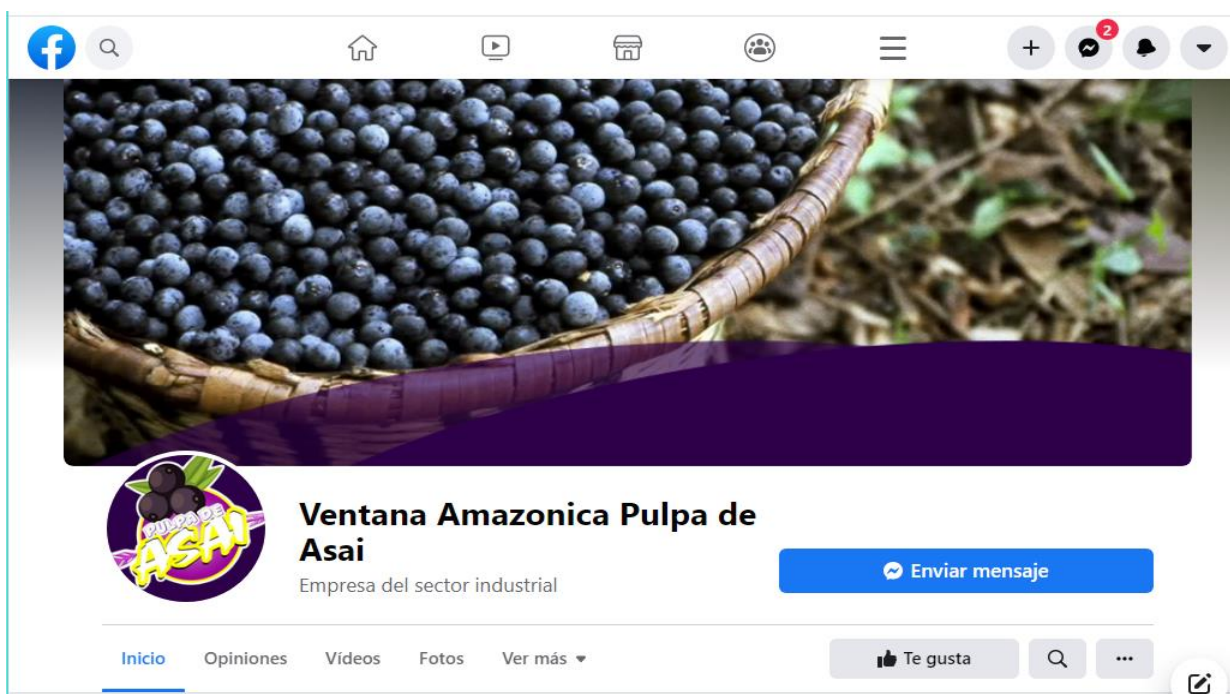 2
PULPA DE
ASAI
Ventana Amazonica Pulpa de
Asai
Empresa del sector industrial
Enviar mensaje
Inicio Opiniones Vídeos Fotos Ver más
Te gusta